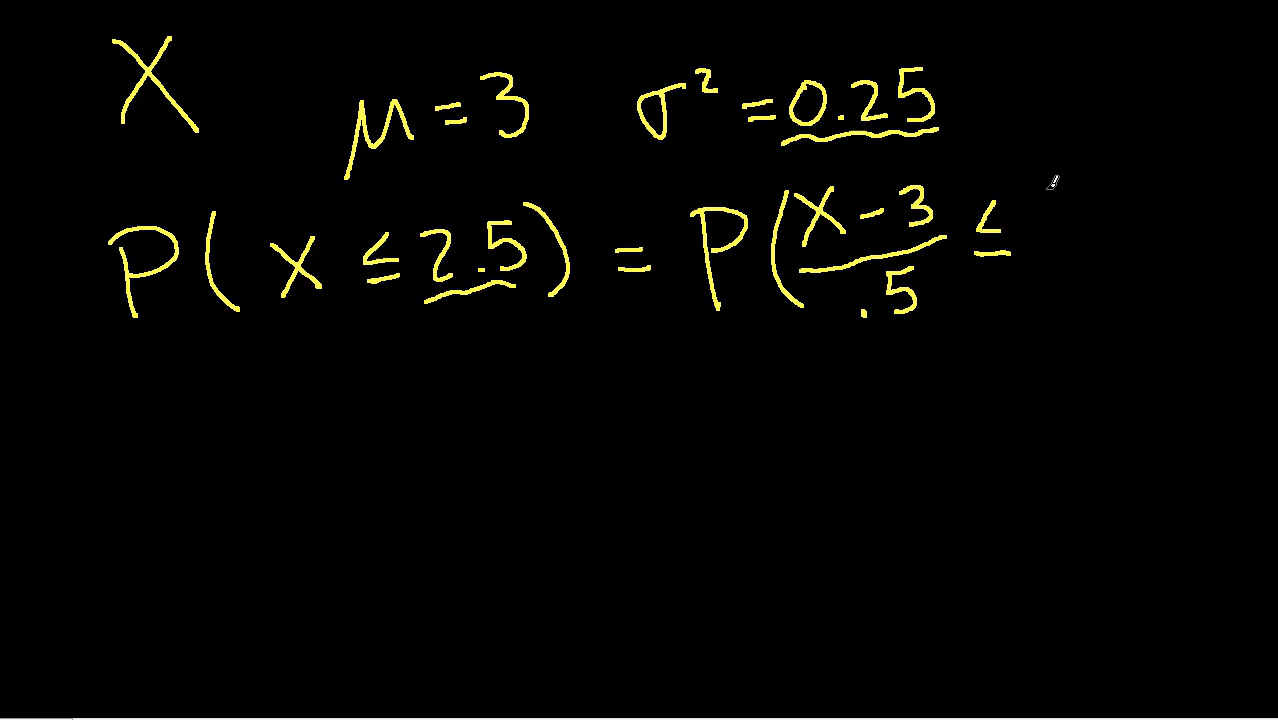 X μ = 3 σ² = 0.25
P( x ≤ 2.5 ) = P( X - 3 / .5 ≤